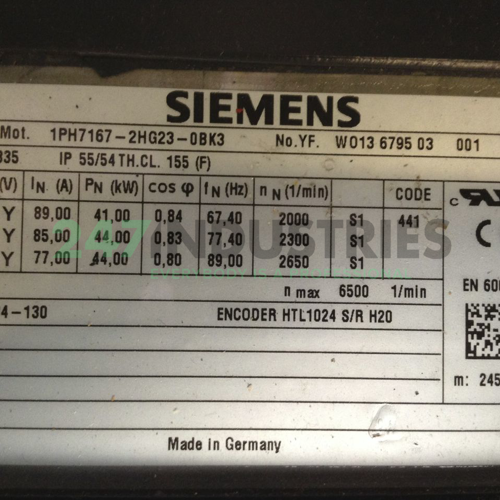 SIEMENS
Mot. 1PH7167-2HG23-0BK3 No.YF. W013 6795 03 001
335 IP 55/54 TH.CL. 155 (F)
(V) IN (A) PN (kW) cos φ fN (Hz) n N (1/min) CODE
Y 89,00 41,00 0,84 67,40 2000 S1 441
Y 85,00 44,00 0,83 77,40 2300 S1
Y 77,00 44,00 0,80 89,00 2650 S1
247 INDUSTRIES
n max 6500 1/min
EN 600
4-130 ENCODER HTL1024 S/R H20
m: 245
Made in Germany